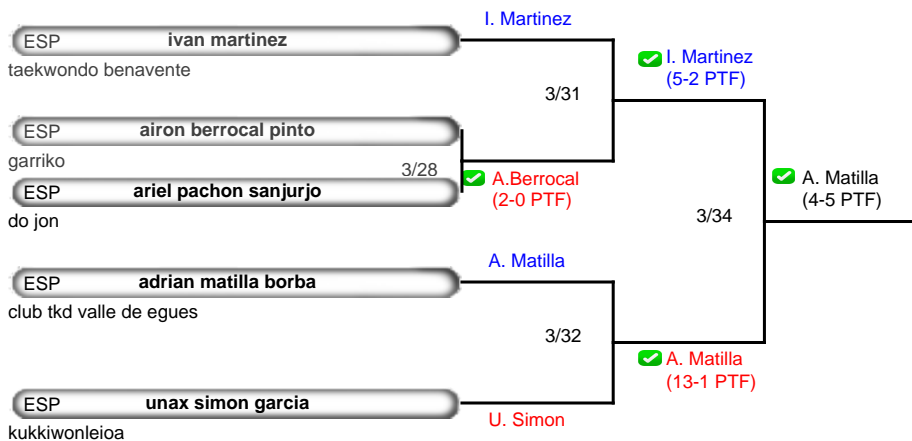 I. Martinez
ESP ivan martinez
taekwondo benavente
I. Martinez
(5-2 PTF)
3/31
ESP airon berrocal pinto
garriko
3/28
A.Berrocal
(2-0 PTF)
ESP ariel pachon sanjurjo
do jon
A. Matilla
(4-5 PTF)
3/34
A. Matilla
ESP adrian matilla borba
club tkd valle de egues
3/32
A. Matilla
(13-1 PTF)
ESP unax simon garcia
kukkiwonleioa
U. Simon